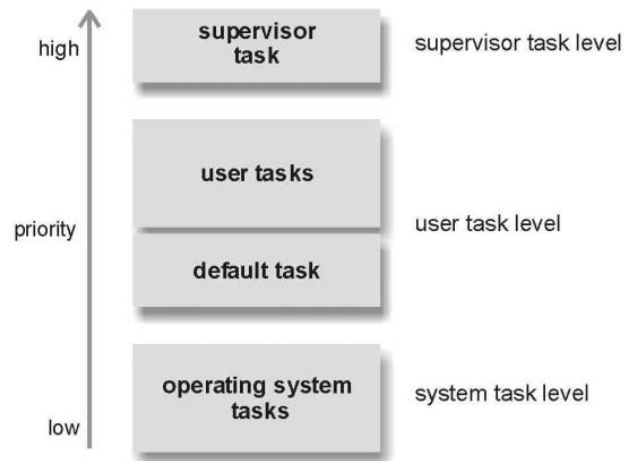 supervisor
task
high
supervisor task level
user tasks
priority
user task level
default task
operating system
tasks
system task level
low